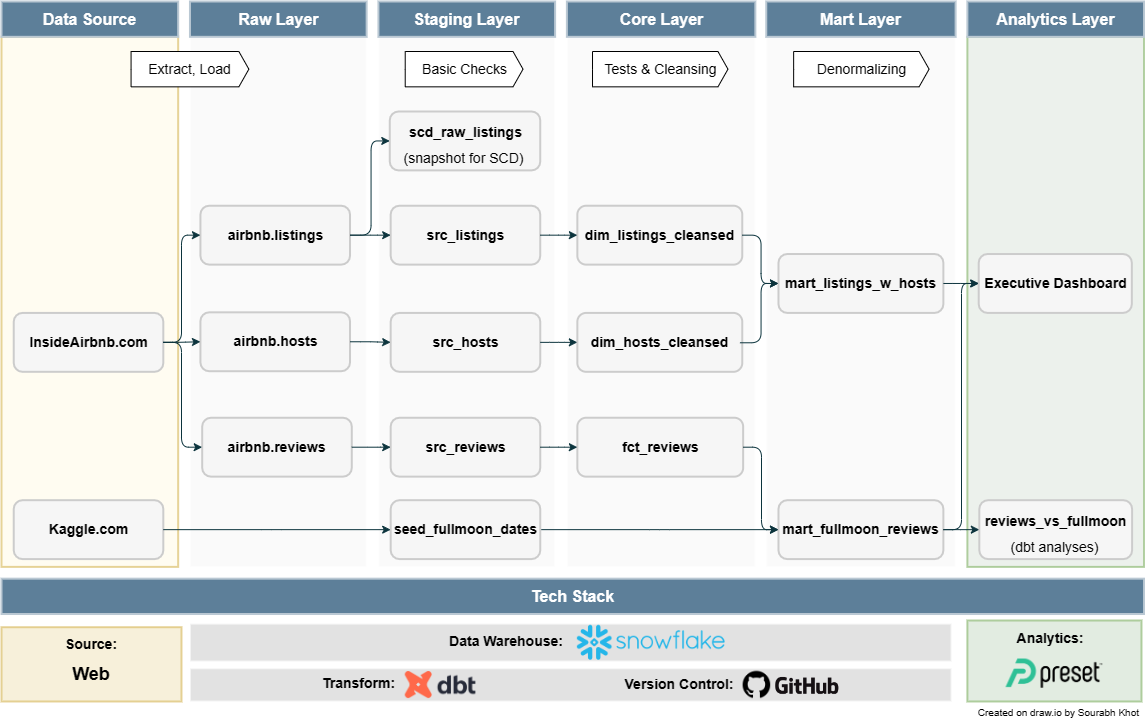 Data Source
Raw Layer
Staging Layer
Core Layer
Mart Layer
Analytics Layer
Extract, Load
Basic Checks
Tests & Cleansing
Denormalizing
scd_raw_listings
(snapshot for SCD)
airbnb.listings
src_listings
dim_listings_cleansed
mart_listings_w_hosts
Executive Dashboard
InsideAirbnb.com
airbnb.hosts
src_hosts
dim_hosts_cleansed
airbnb.reviews
src_reviews
fct_reviews
Kaggle.com
seed_fullmoon_dates
mart_fullmoon_reviews
reviews_vs_fullmoon
(dbt analyses)
Tech Stack
Source:
Web
Data Warehouse: snowflake
Transform: dbt
Version Control: GitHub
Analytics:
preset
Created on draw.io by Sourabh Khot